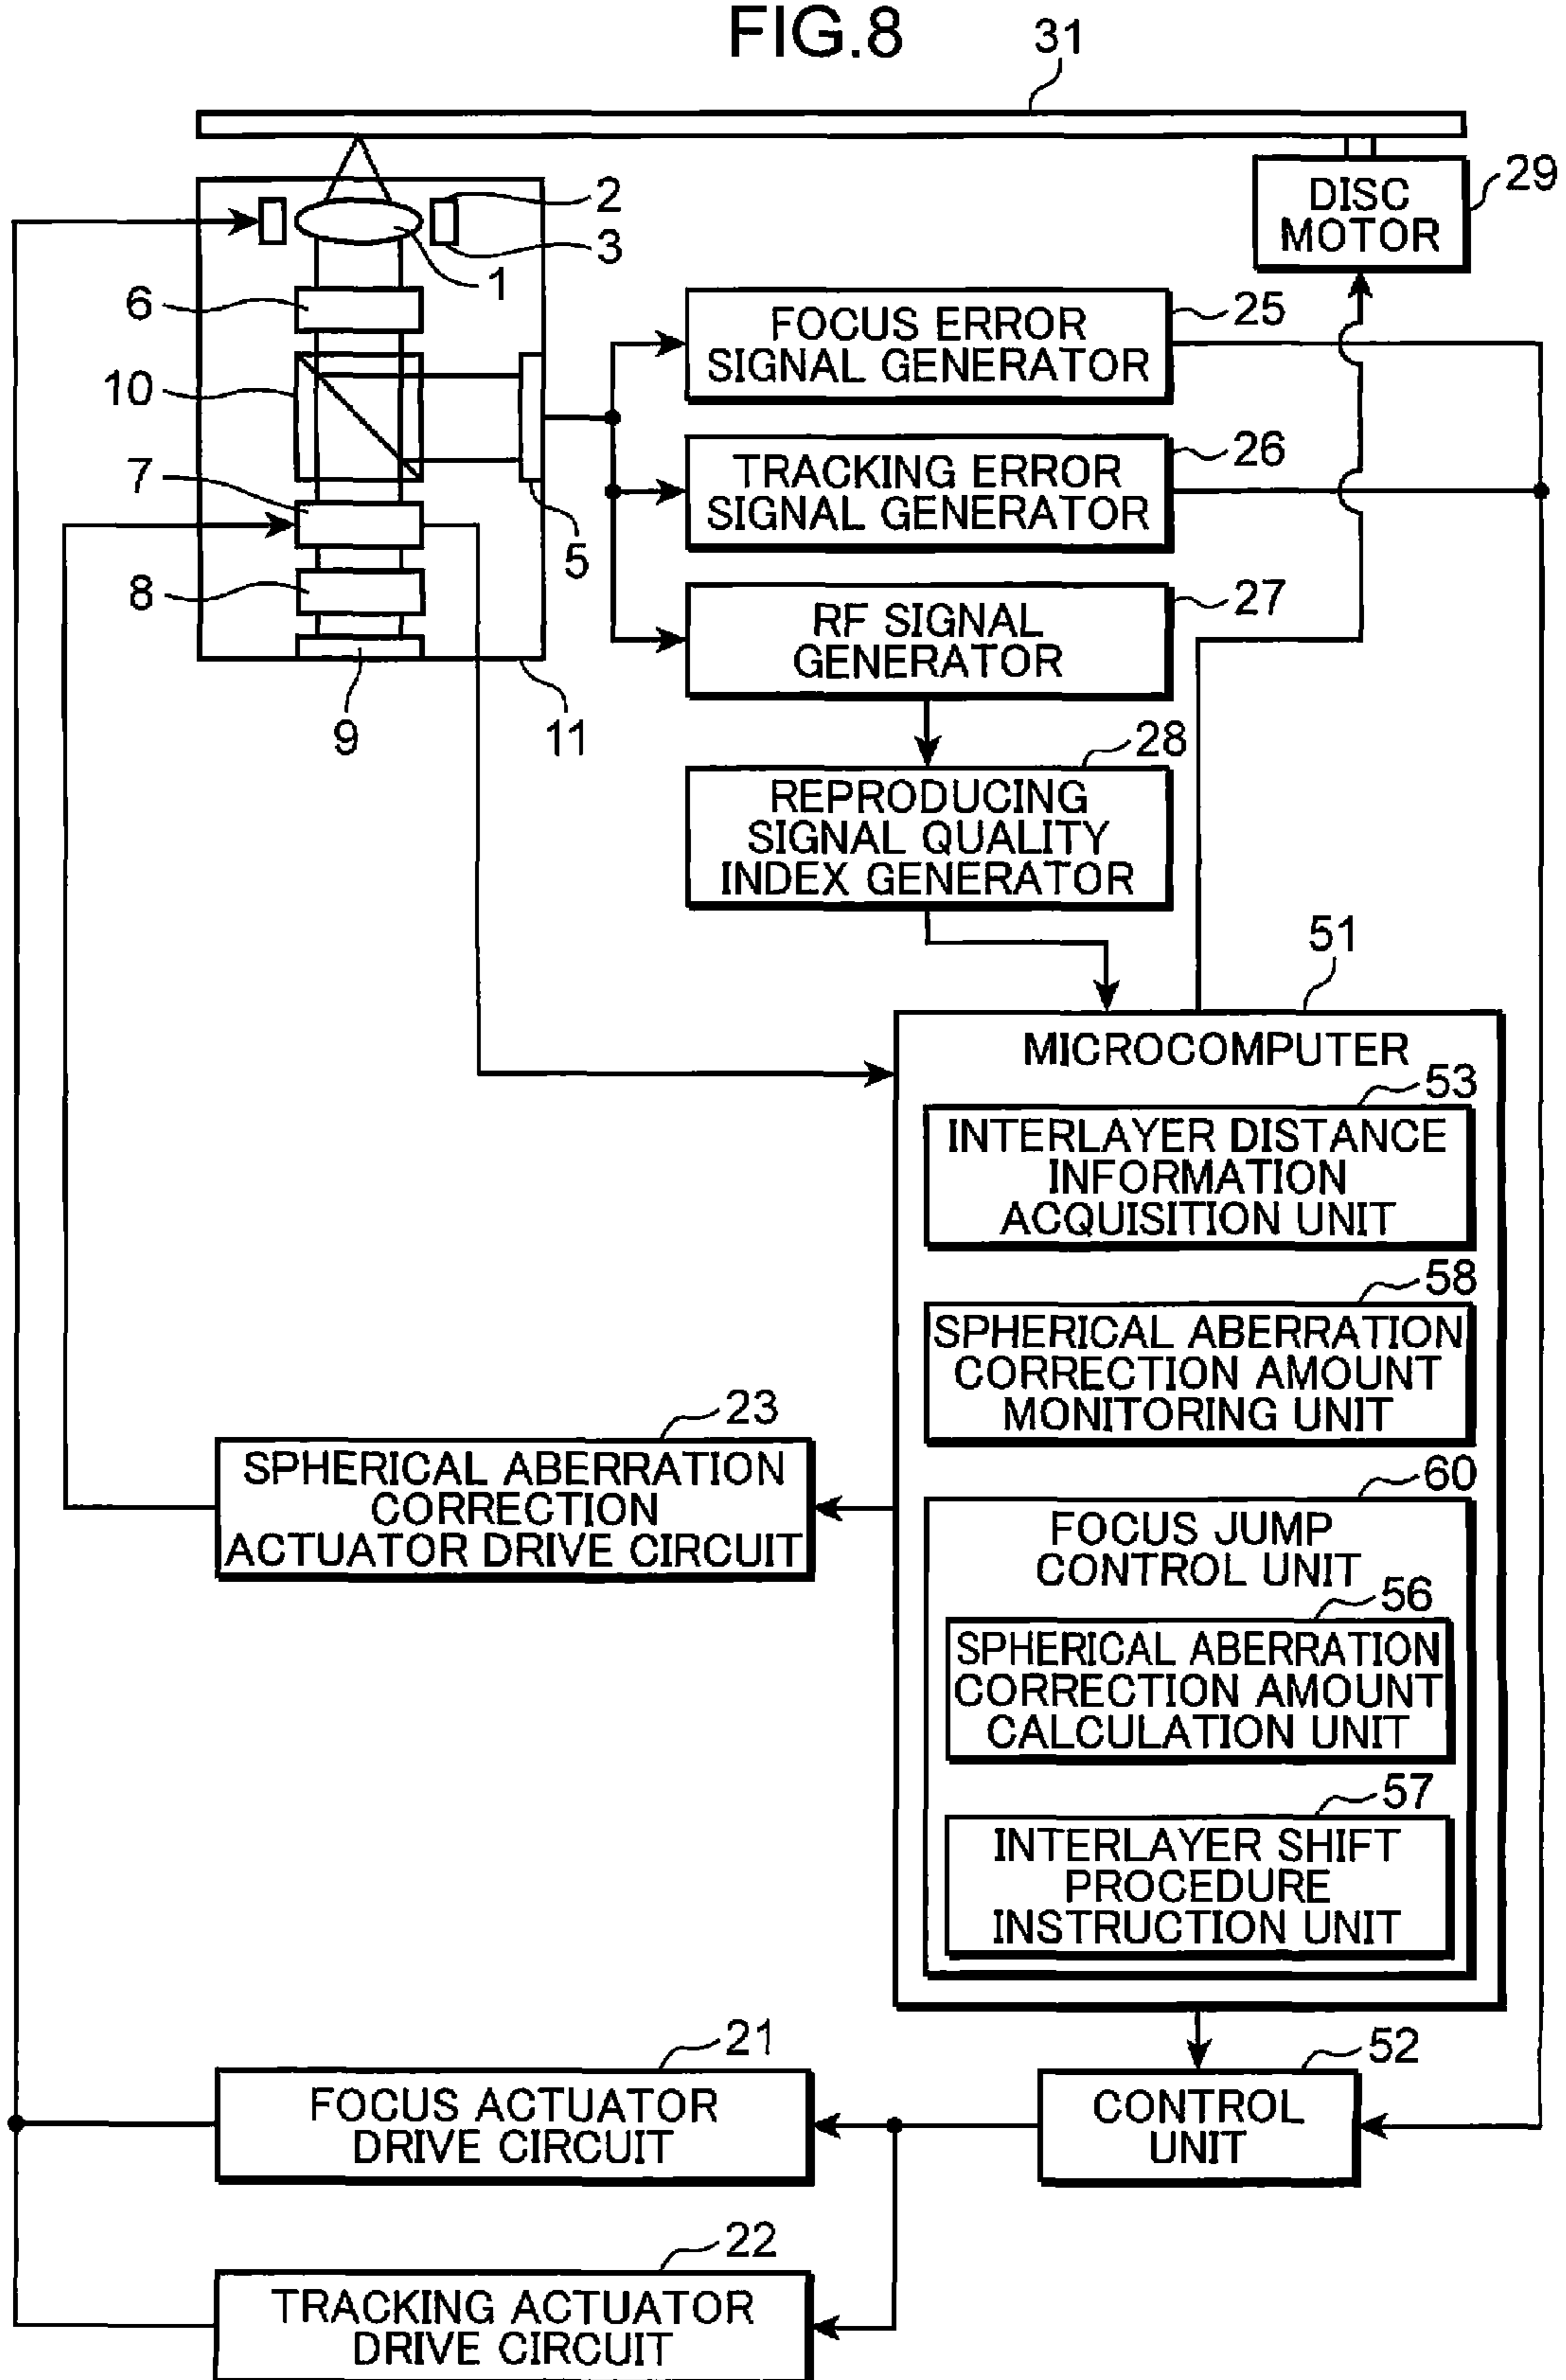 FIG.8
31
DISC
MOTOR
29
2
3
1
6
10
7
8
9
5
11
FOCUS ERROR
SIGNAL GENERATOR
25
TRACKING ERROR
SIGNAL GENERATOR
26
RF SIGNAL
GENERATOR
27
28
REPRODUCING
SIGNAL QUALITY
INDEX GENERATOR
51
MICROCOMPUTER
53
INTERLAYER DISTANCE
INFORMATION
ACQUISITION UNIT
58
SPHERICAL ABERRATION
CORRECTION AMOUNT
MONITORING UNIT
23
SPHERICAL ABERRATION
CORRECTION
ACTUATOR DRIVE CIRCUIT
60
FOCUS JUMP
CONTROL UNIT
56
SPHERICAL ABERRATION
CORRECTION AMOUNT
CALCULATION UNIT
57
INTERLAYER SHIFT
PROCEDURE
INSTRUCTION UNIT
21
FOCUS ACTUATOR
DRIVE CIRCUIT
52
CONTROL
UNIT
22
TRACKING ACTUATOR
DRIVE CIRCUIT